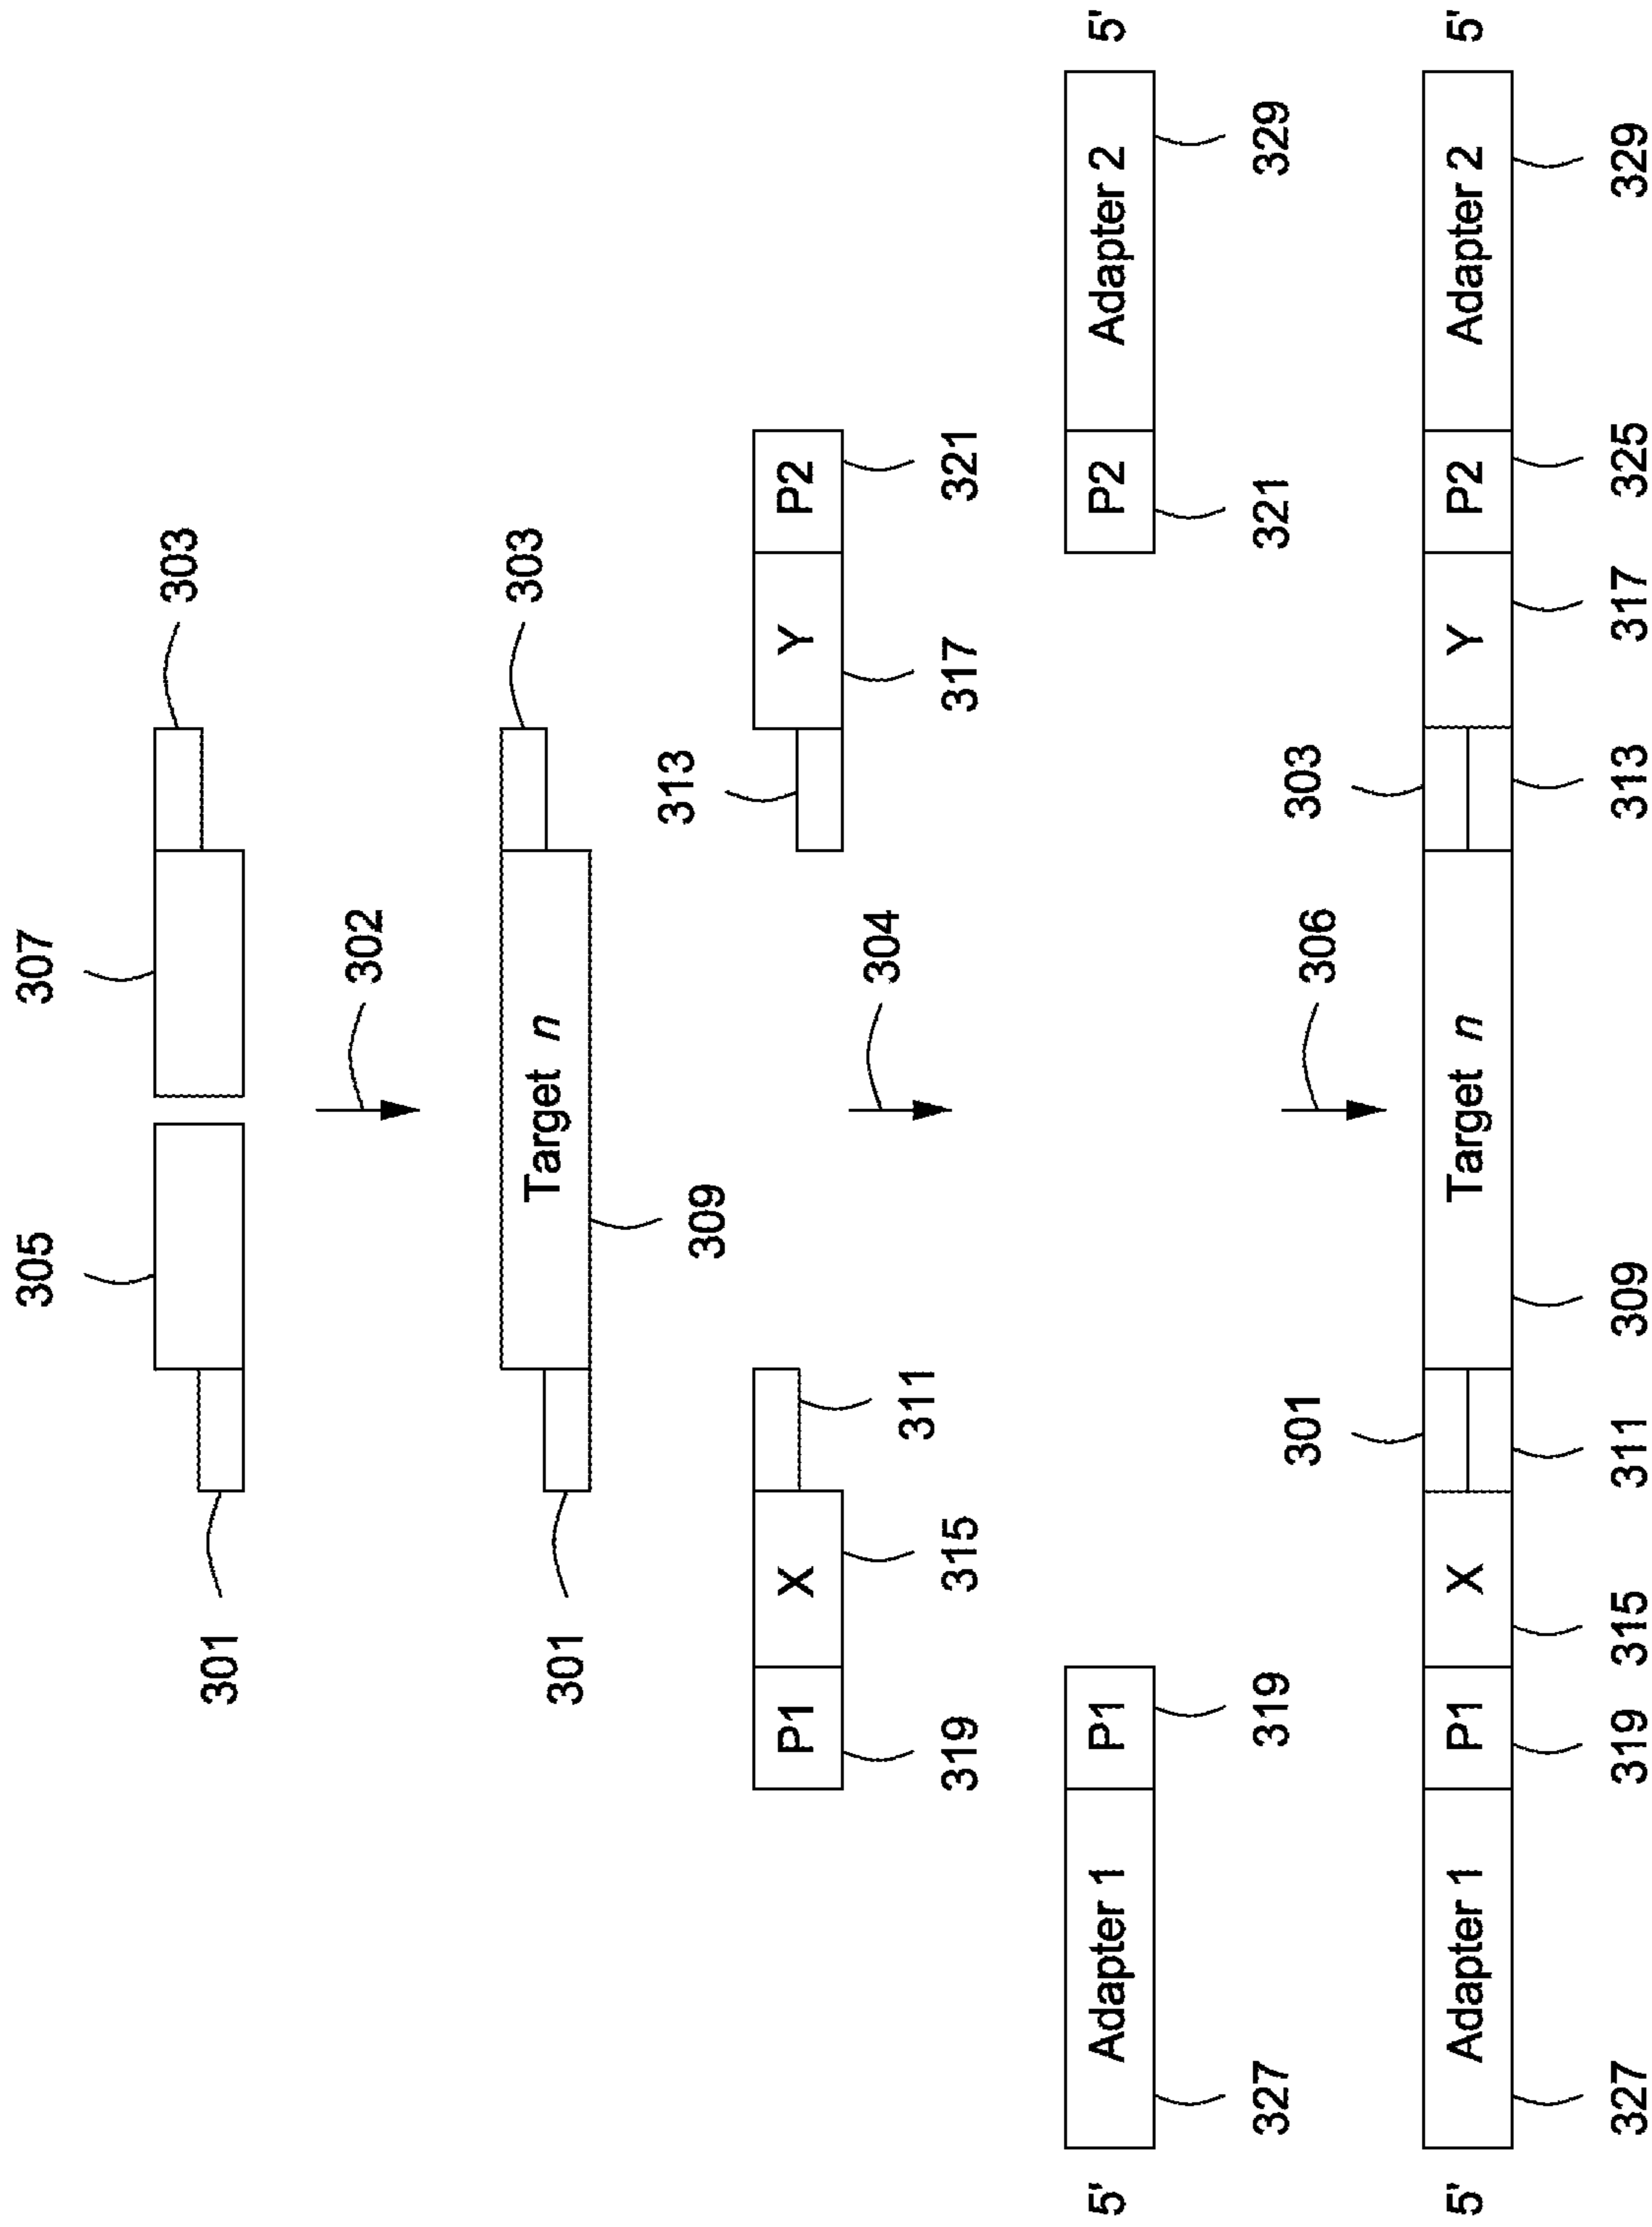 305 307
303
301
302
303
Target n
301
313
309
P1 X Y P2
304
311
319 315 317 321
5' Adapter 1 P1 P2 Adapter 2 5'
327 319 321 329
301 306 303
5' Adapter 1 P1 X Target n Y P2 Adapter 2 5'
327 319 315 311 309 313 317 325 329